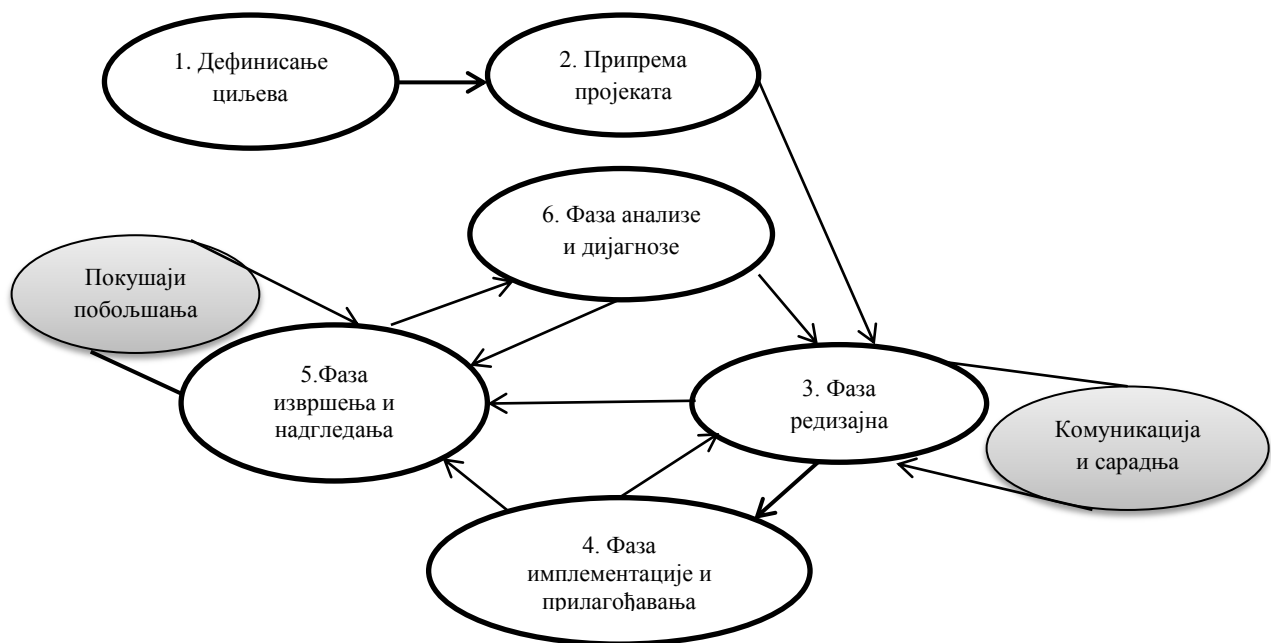 1. Дефинисање
циљева
2. Припрема
пројеката
6. Фаза анализе
и дијагнозе
Покушаји
побољшања
5.Фаза
извршења и
надгледања
3. Фаза
редизајна
Комуникација
и сарадња
4. Фаза
имплементације и
прилагођавања